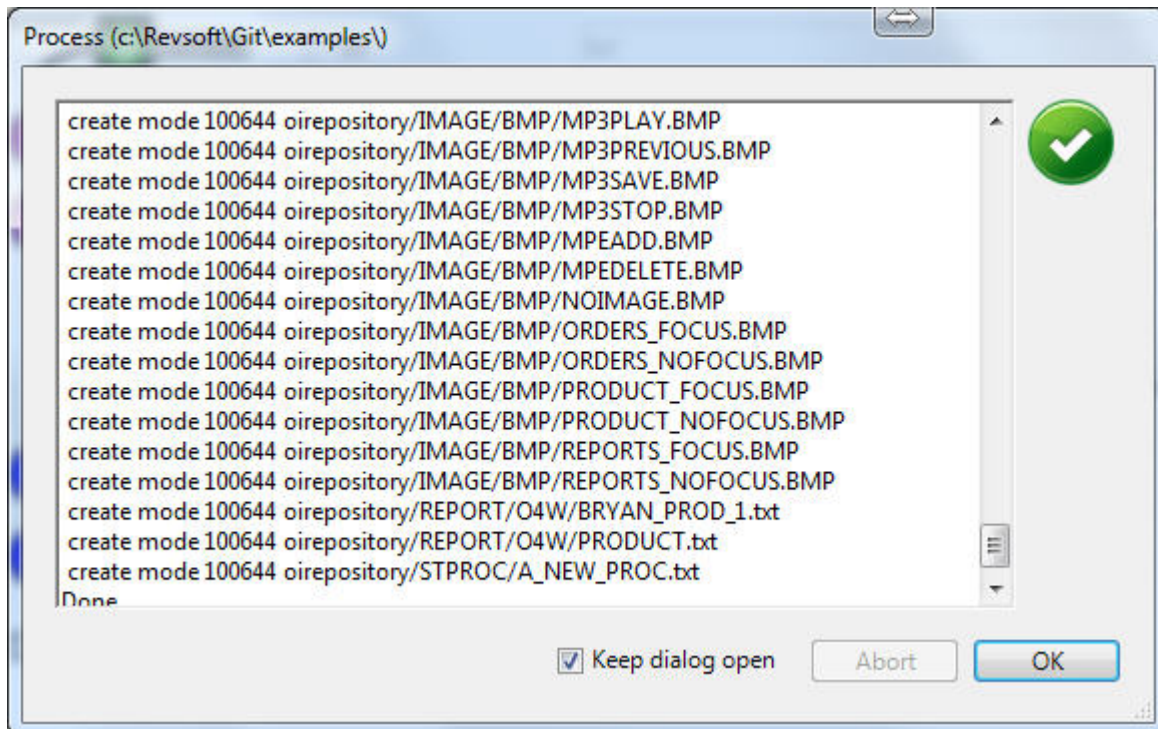 Process (c:\Revsoft\Git\examples\)
create mode 100644 oirepository/IMAGE/BMP/MP3PLAY.BMP
create mode 100644 oirepository/IMAGE/BMP/MP3PREVIOUS.BMP
create mode 100644 oirepository/IMAGE/BMP/MP3SAVE.BMP
create mode 100644 oirepository/IMAGE/BMP/MP3STOP.BMP
create mode 100644 oirepository/IMAGE/BMP/MPEADD.BMP
create mode 100644 oirepository/IMAGE/BMP/MPEDELETE.BMP
create mode 100644 oirepository/IMAGE/BMP/NOIMAGE.BMP
create mode 100644 oirepository/IMAGE/BMP/ORDERS_FOCUS.BMP
create mode 100644 oirepository/IMAGE/BMP/ORDERS_NOFOCUS.BMP
create mode 100644 oirepository/IMAGE/BMP/PRODUCT_FOCUS.BMP
create mode 100644 oirepository/IMAGE/BMP/PRODUCT_NOFOCUS.BMP
create mode 100644 oirepository/IMAGE/BMP/REPORTS_FOCUS.BMP
create mode 100644 oirepository/IMAGE/BMP/REPORTS_NOFOCUS.BMP
create mode 100644 oirepository/REPORT/O4W/BRYAN_PROD_1.txt
create mode 100644 oirepository/REPORT/O4W/PRODUCT.txt
create mode 100644 oirepository/STPROC/A_NEW_PROC.txt
Done
Keep dialog open
Abort
OK